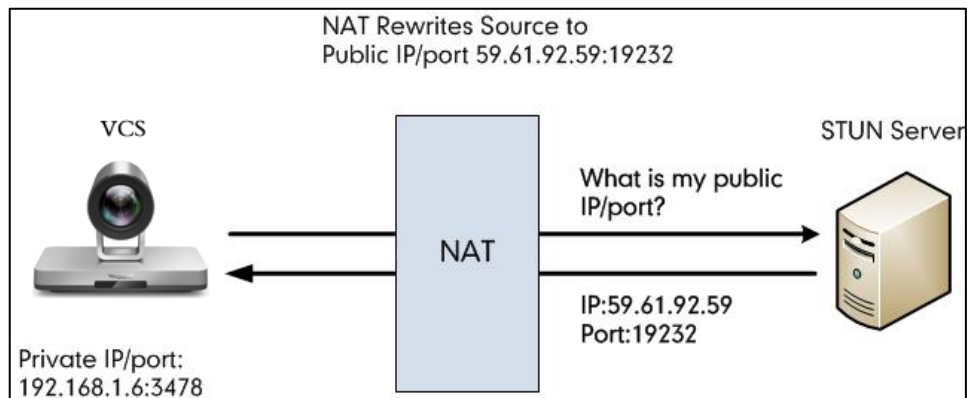 NAT Rewrites Source to
Public IP/port 59.61.92.59:19232
VCS
STUN Server
What is my public
IP/port?
NAT
IP:59.61.92.59
Port:19232
Private IP/port:
192.168.1.6:3478